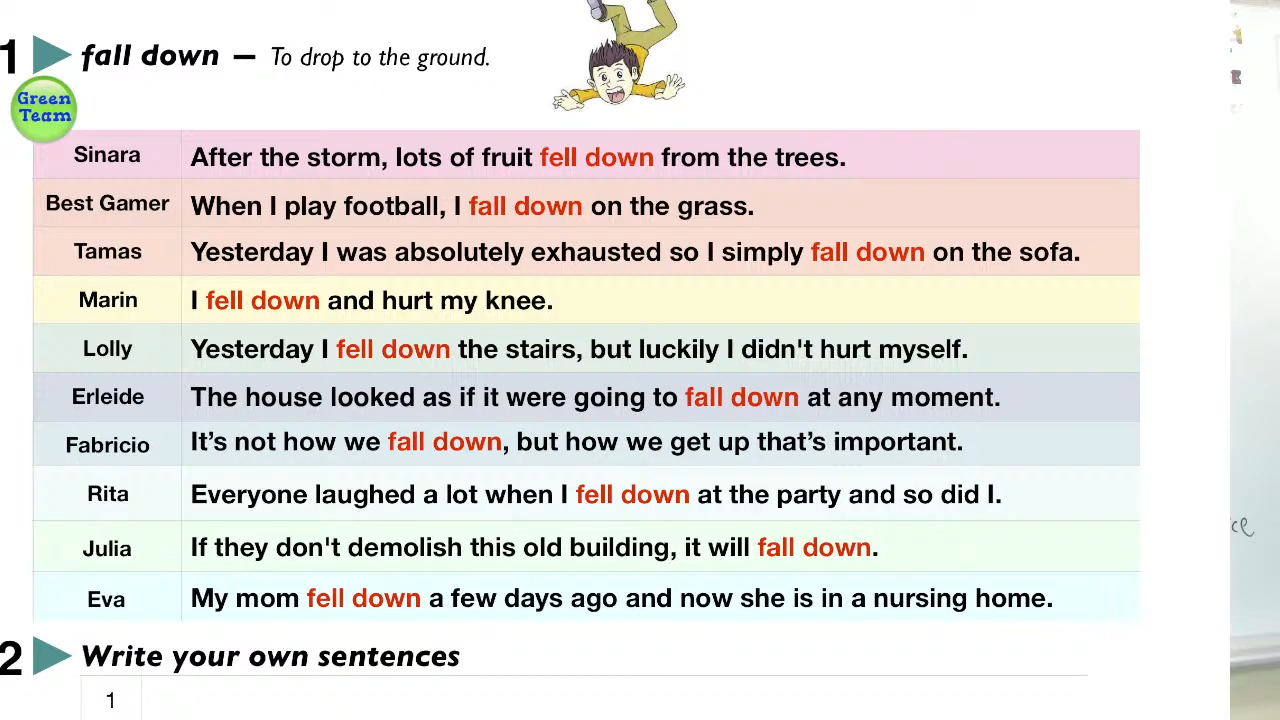 1 fall down — To drop to the ground.
Green
Team
Sinara After the storm, lots of fruit fell down from the trees.
Best Gamer When I play football, I fall down on the grass.
Tamas Yesterday I was absolutely exhausted so I simply fall down on the sofa.
Marin I fell down and hurt my knee.
Lolly Yesterday I fell down the stairs, but luckily I didn't hurt myself.
Erleide The house looked as if it were going to fall down at any moment.
Fabricio It’s not how we fall down, but how we get up that’s important.
Rita Everyone laughed a lot when I fell down at the party and so did I.
Julia If they don't demolish this old building, it will fall down.
Eva My mom fell down a few days ago and now she is in a nursing home.
2 Write your own sentences
1